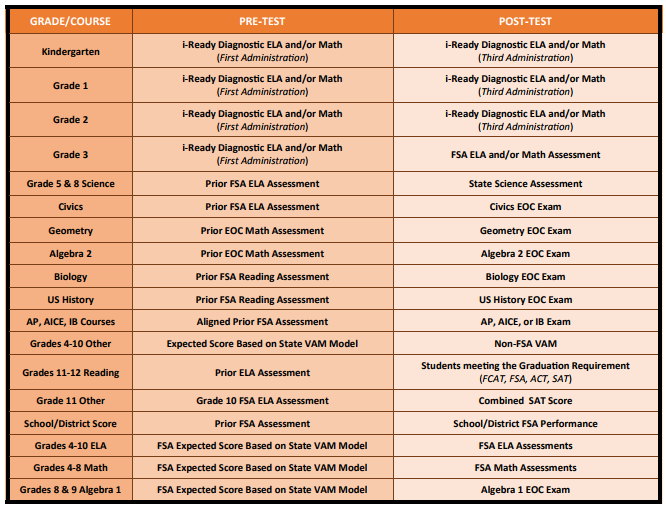 GRADE/COURSE PRE-TEST POST-TEST
Kindergarten i-Ready Diagnostic ELA and/or Math i-Ready Diagnostic ELA and/or Math
(First Administration) (Third Administration)
Grade 1 i-Ready Diagnostic ELA and/or Math i-Ready Diagnostic ELA and/or Math
(First Administration) (Third Administration)
Grade 2 i-Ready Diagnostic ELA and/or Math i-Ready Diagnostic ELA and/or Math
(First Administration) (Third Administration)
Grade 3 i-Ready Diagnostic ELA and/or Math FSA ELA and/or Math Assessment
(First Administration)
Grade 5 & 8 Science Prior FSA ELA Assessment State Science Assessment
Civics Prior FSA ELA Assessment Civics EOC Exam
Geometry Prior EOC Math Assessment Geometry EOC Exam
Algebra 2 Prior EOC Math Assessment Algebra 2 EOC Exam
Biology Prior FSA Reading Assessment Biology EOC Exam
US History Prior FSA Reading Assessment US History EOC Exam
AP, AICE, IB Courses Aligned Prior FSA Assessment AP, AICE, or IB Exam
Grades 4-10 Other Expected Score Based on State VAM Model Non-FSA VAM
Grades 11-12 Reading Prior ELA Assessment Students meeting the Graduation Requirement
(FCAT, FSA, ACT, SAT)
Grade 11 Other Grade 10 FSA ELA Assessment Combined SAT Score
School/District Score Prior FSA Assessment School/District FSA Performance
Grades 4-10 ELA FSA Expected Score Based on State VAM Model FSA ELA Assessments
Grades 4-8 Math FSA Expected Score Based on State VAM Model FSA Math Assessments
Grades 8 & 9 Algebra 1 FSA Expected Score Based on State VAM Model Algebra 1 EOC Exam